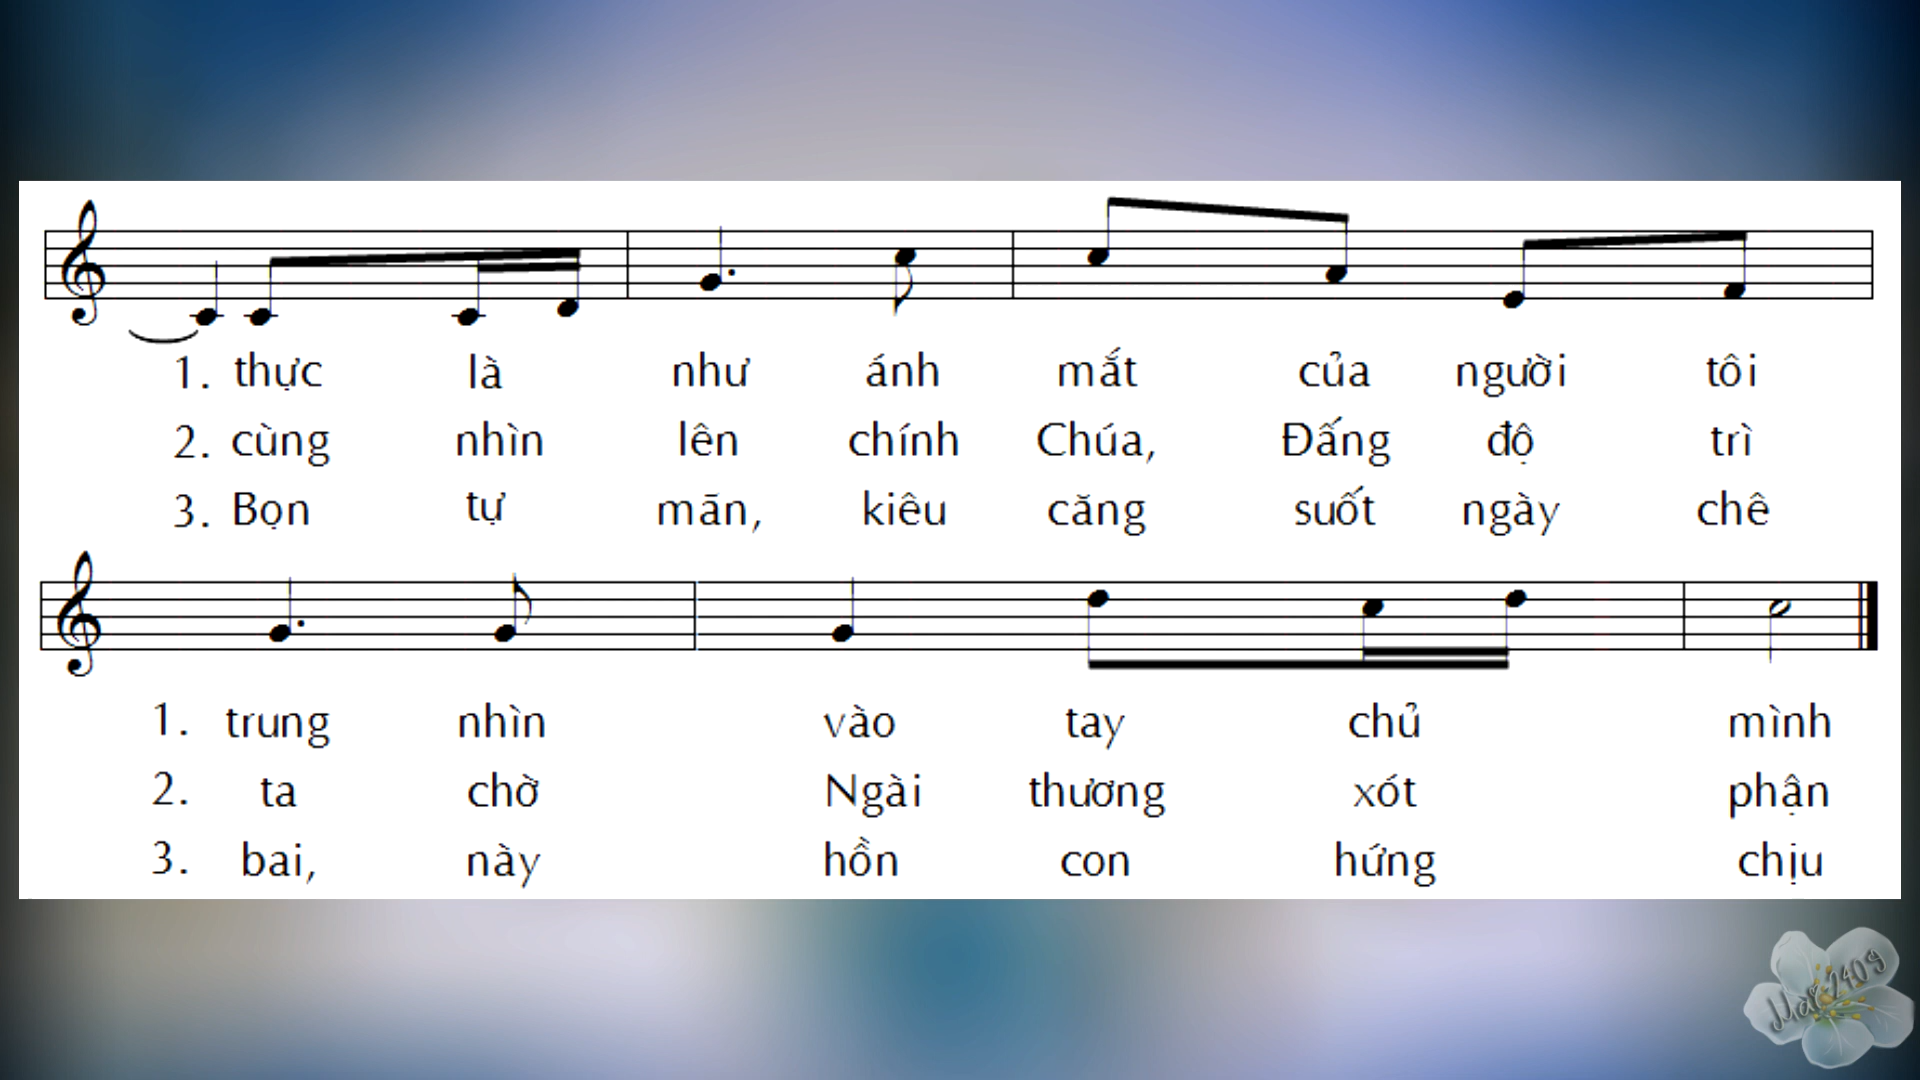 1. thực là như ánh mắt của người tôi
2. cùng nhìn lên chính Chúa, Đấng độ trì
3. Bọn tự mãn, kiêu căng suốt ngày chê
1. trung nhìn vào tay chủ mình
2. ta chờ Ngài thương xót phận
3. bai, này hồn con hứng chịu